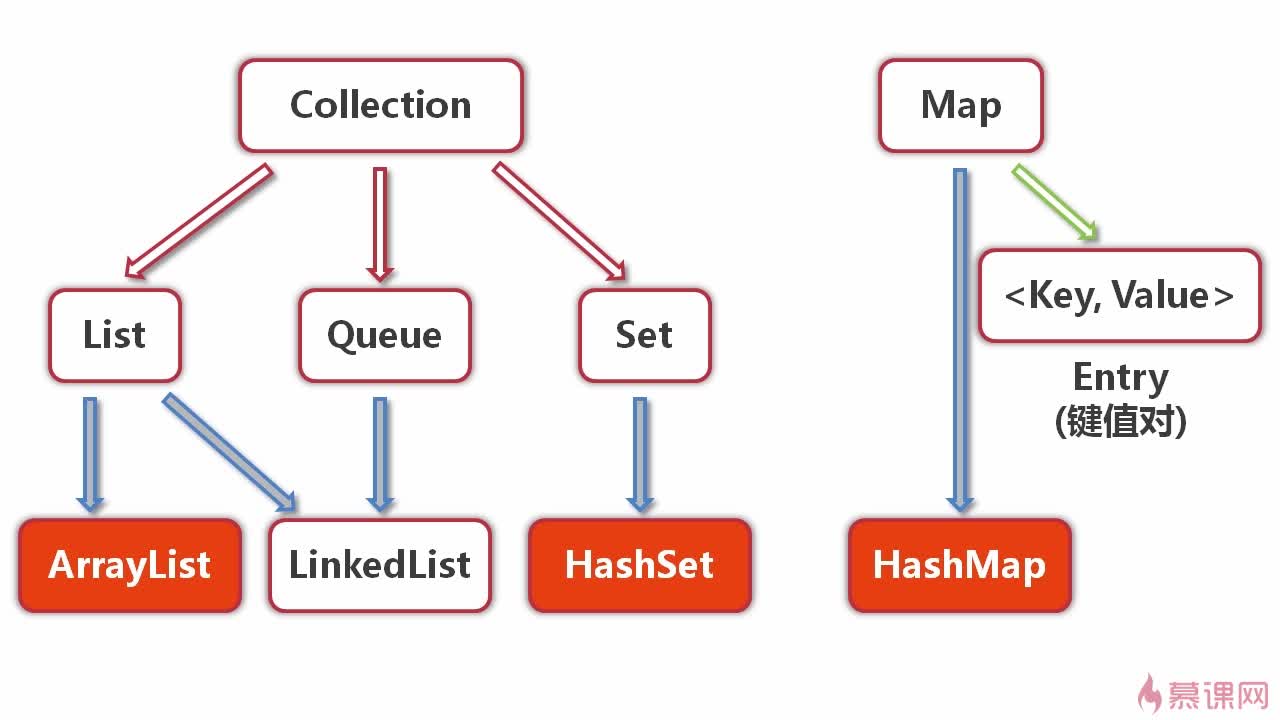 Collection
Map
List
Queue
Set
<Key, Value>
Entry
(键值对)
ArrayList
LinkedList
HashSet
HashMap
慕课网